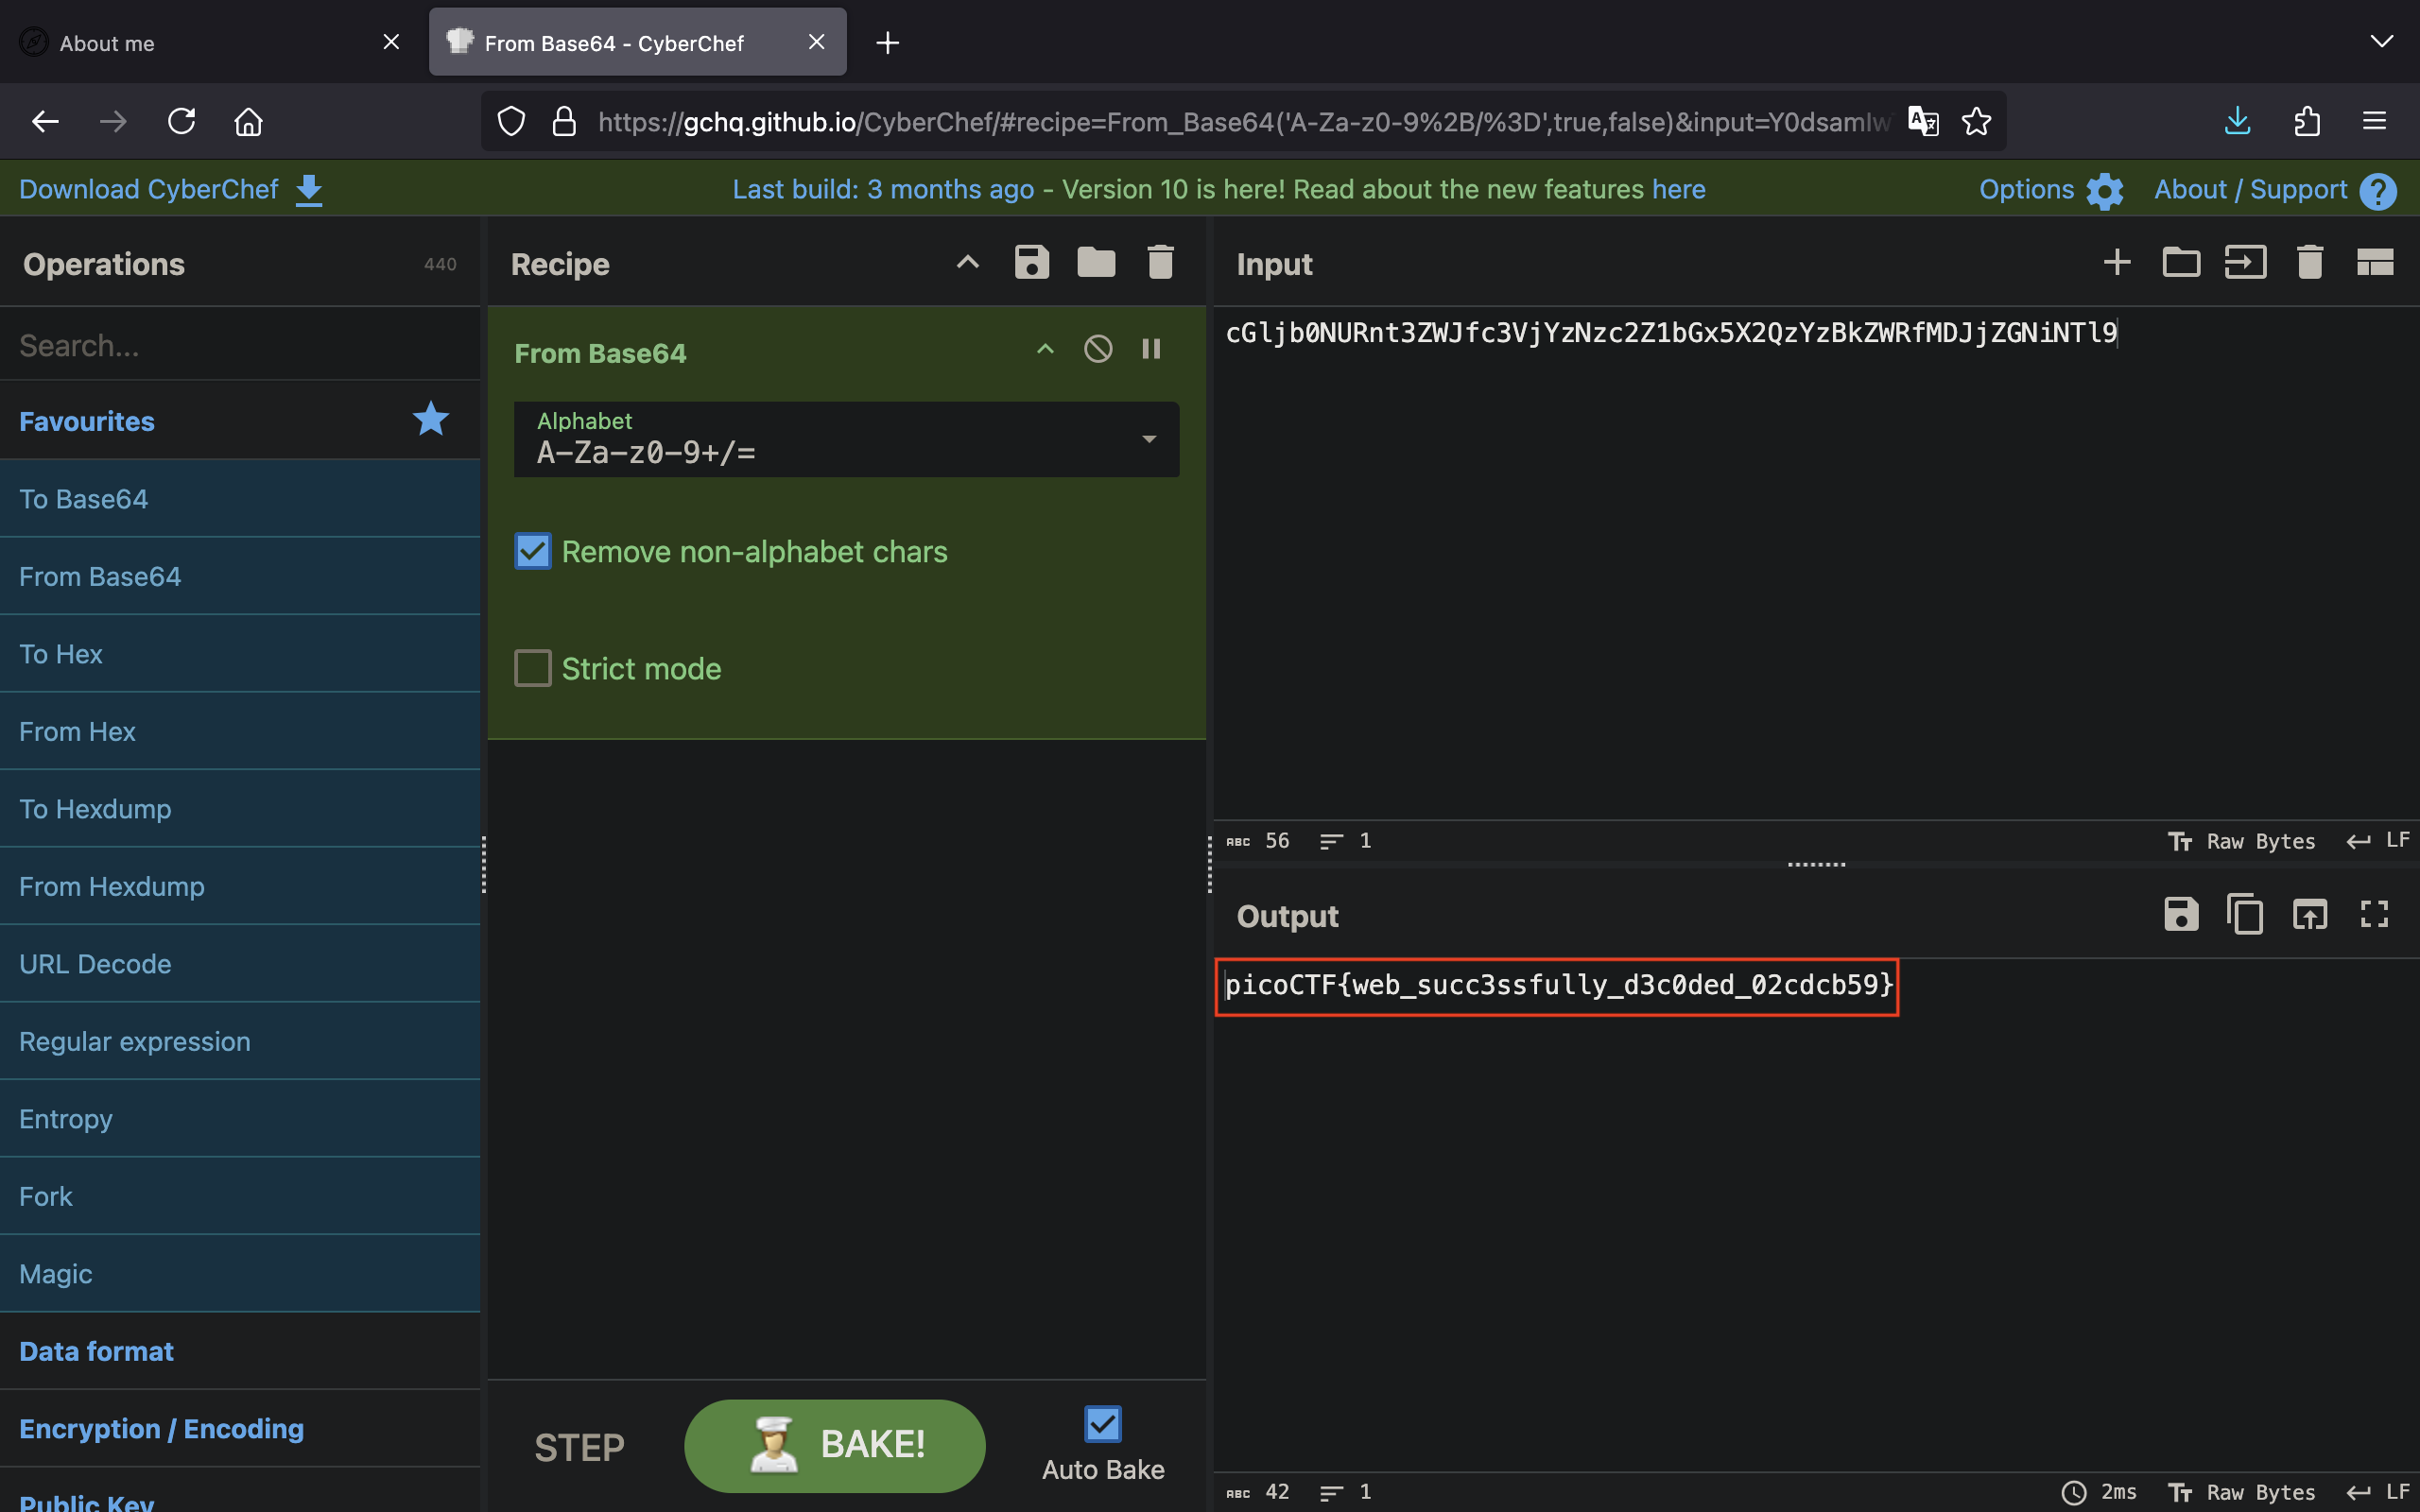 About me
From Base64 - CyberChef
https://gchq.github.io/CyberChef/#recipe=From_Base64('A-Za-z0-9%2B/%3D',true,false)&input=Y0dsamIw
Download CyberChef
Last build: 3 months ago - Version 10 is here! Read about the new features here
Options
About / Support
Operations
440
Search...
Favourites
To Base64
From Base64
To Hex
From Hex
To Hexdump
From Hexdump
URL Decode
Regular expression
Entropy
Fork
Magic
Data format
Encryption / Encoding
Public Key
Recipe
From Base64
Alphabet
A-Za-z0-9+/=
Remove non-alphabet chars
Strict mode
STEP
BAKE!
Auto Bake
Input
cGljb0NURnt3ZWJfc3VjYzNzc2Z1bGx5X2QzYzBkZWRfMDJjZGNiNTl9
ABC 56 1
Tт Raw Bytes LF
Output
picoCTF{web_succ3ssfully_d3c0ded_02cdcb59}
ABC 42 1
2ms Tт Raw Bytes LF